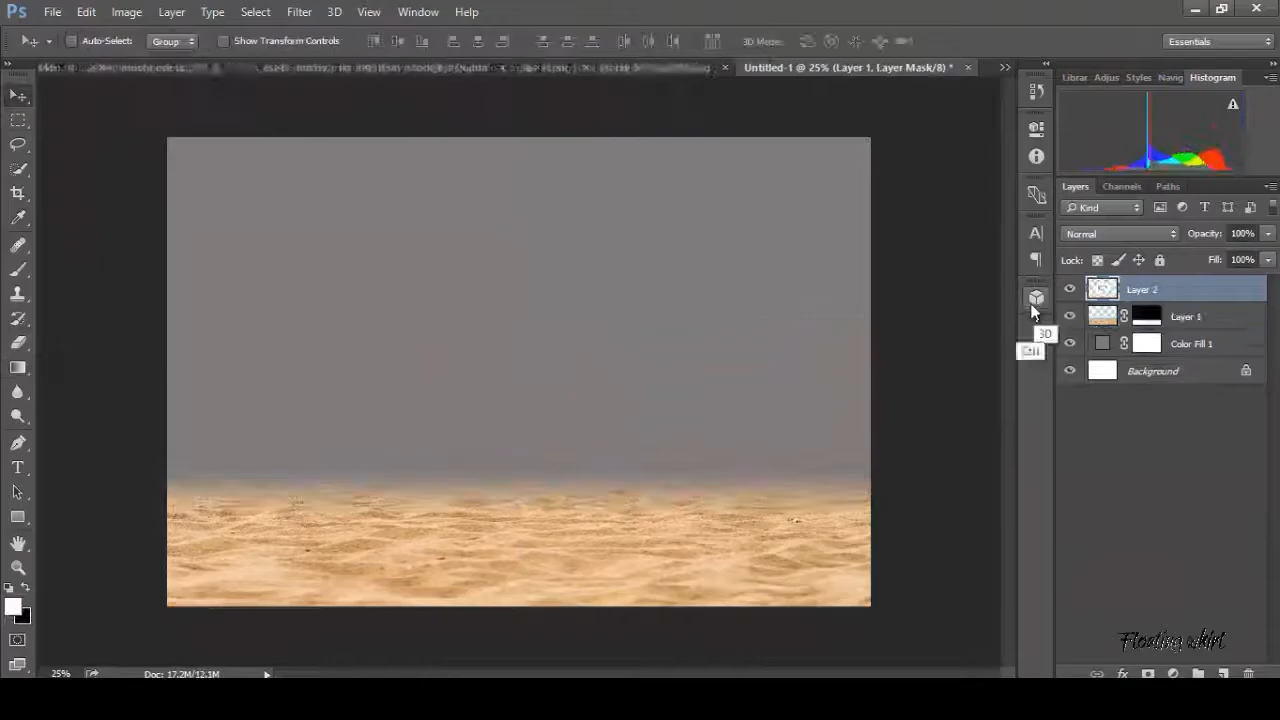 Ps File Edit Image Layer Type Select Filter 3D View Window Help
Auto-Select: Group Show Transform Controls 3D Mode: Essentials
Untitled-1 @ 25% (Layer 1, Layer Mask/8) *
Librar Adjus Styles Navig Histogram
Layers Channels Paths
Kind
Normal Opacity: 100%
Lock: Fill: 100%
Layer 2
Layer 1
3D
Color Fill 1
Background
Floating whirl
25% Doc: 17.2M/12.1M